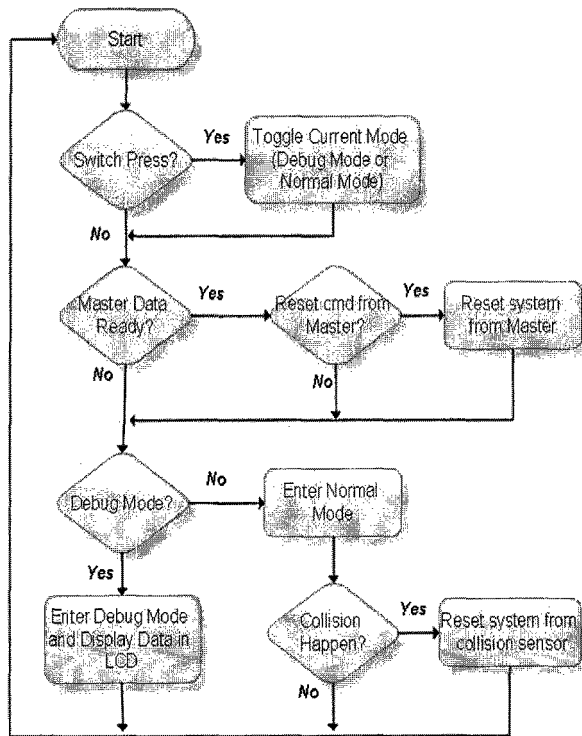 Start
Switch Press?
Yes
Toggle Current Mode
(Debug Mode or
Normal Mode)
No
Master Data
Ready?
Yes
Reset cmd from
Master?
Yes
Reset system
from Master
No
No
Debug Mode?
No
Enter Normal
Mode
Yes
Enter Debug Mode
and Display Data in
LCD
Collision
Happen?
Yes
Reset system from
collision sensor
No